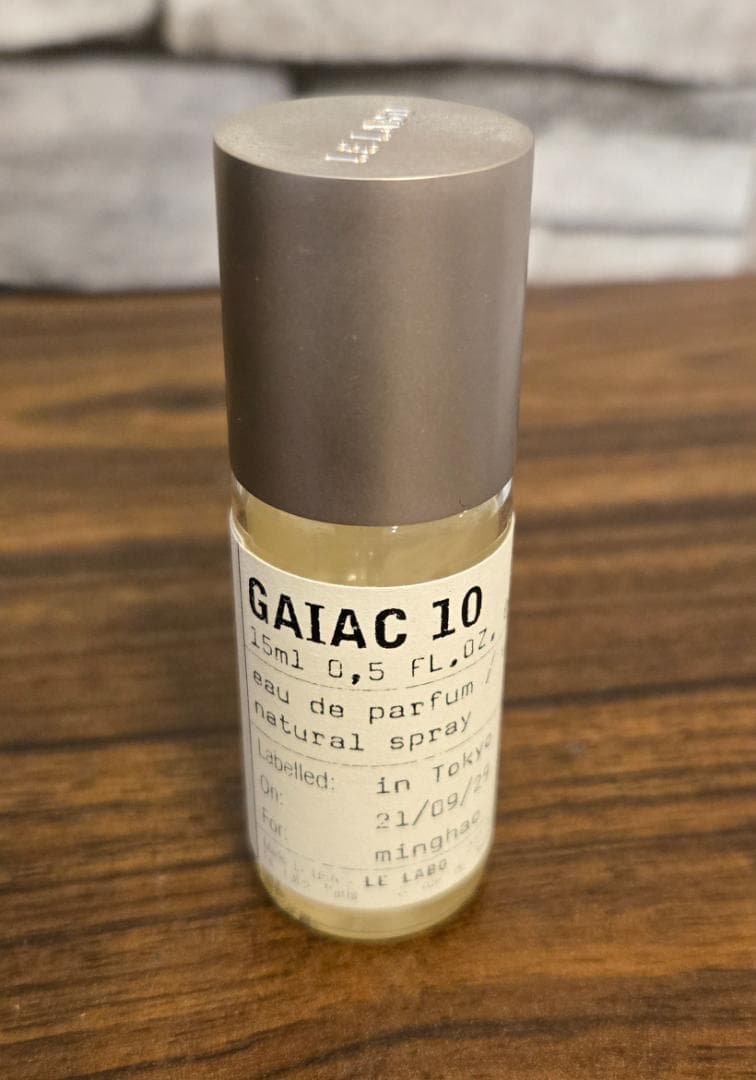 LE LABO
GAIAC 10
15ml 0,5 FL.OZ.
eau de parfum /
natural spray
Labelled: in Tokyo
On: 21/09/2
For: minghao
LE LABO